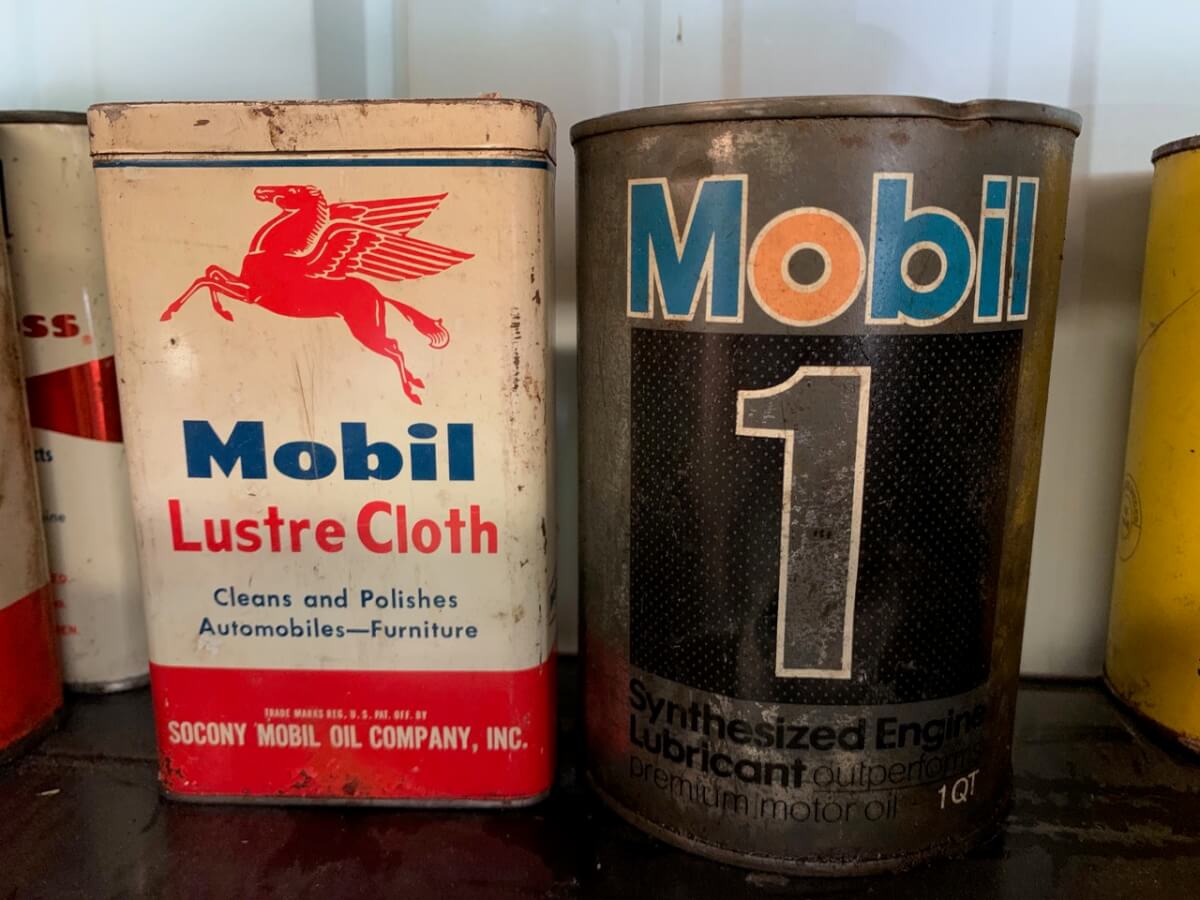 ss
Mobil
Lustre Cloth
Cleans and Polishes
Automobiles—Furniture
TRADE MARKS REG. U. S. PAT. OFF. BY
SOCONY MOBIL OIL COMPANY, INC.
Mobil
1
Synthesized Engine
Lubricant outperforms
premium motor oil
1 QT